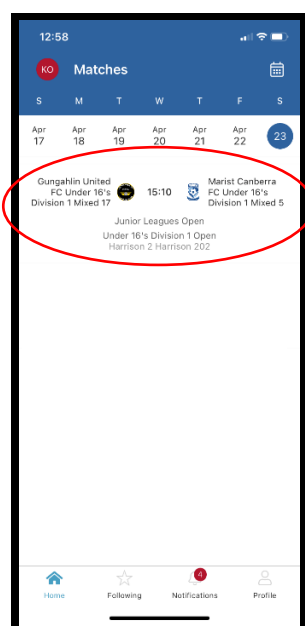 12:58
KO Matches
S M T W T F S
Apr Apr Apr Apr Apr Apr
17 18 19 20 21 22 23
Gungahlin United
FC Under 16's
Division 1 Mixed 17
15:10
Marist Canberra
FC Under 16's
Division 1 Mixed 5
Junior Leagues Open
Under 16's Division 1 Open
Harrison 2 Harrison 202
4
Home Following Notifications Profile